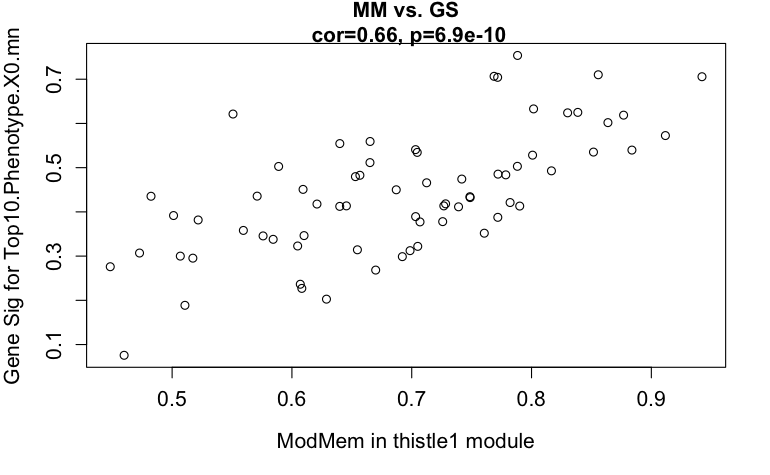 MM vs. GS
cor=0.66, p=6.9e-10
Gene Sig for Top10.Phenotype.X0.mn
0.7
0.5
0.3
0.1
0.5 0.6 0.7 0.8 0.9
ModMem in thistle1 module